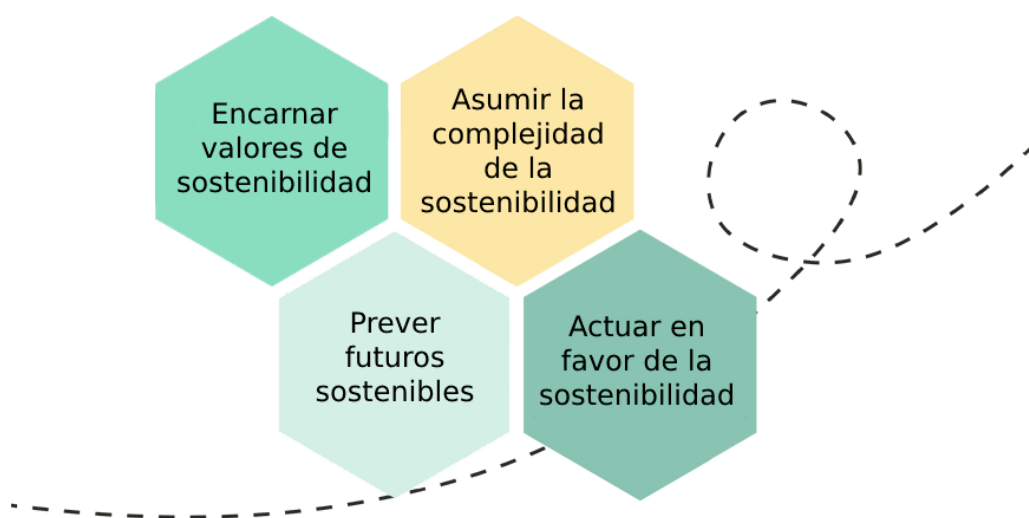 Encarnar
valores de
sostenibilidad
Asumir la
complejidad
de la
sostenibilidad
Prever
futuros
sostenibles
Actuar en
favor de la
sostenibilidad